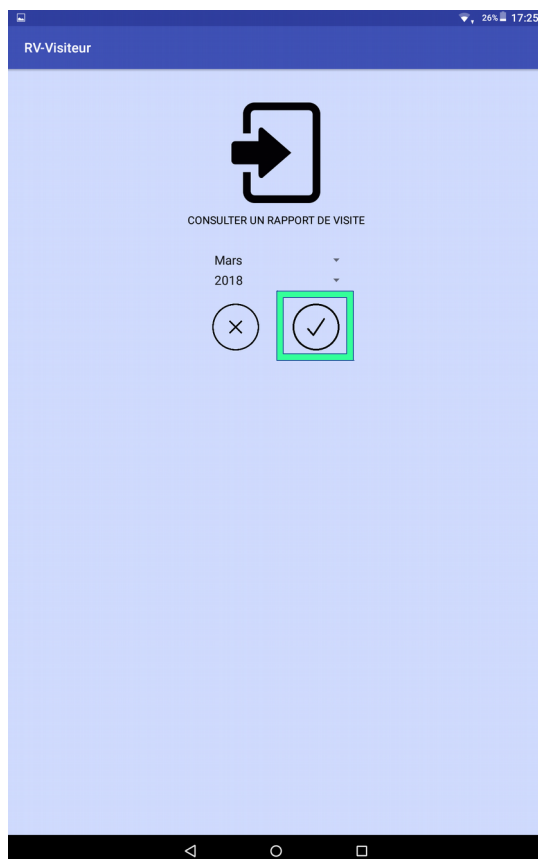 26% 17:25
RV-Visiteur
CONSULTER UN RAPPORT DE VISITE
Mars
2018